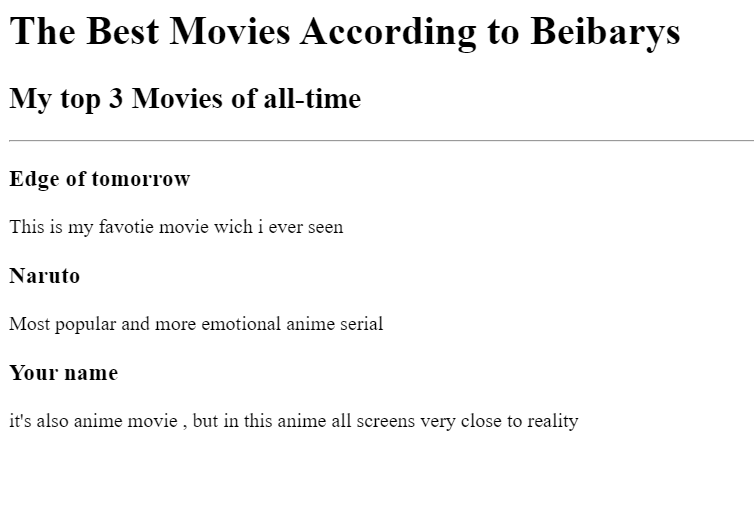 The Best Movies According to Beibarys
My top 3 Movies of all-time
Edge of tomorrow
This is my favotie movie wich i ever seen
Naruto
Most popular and more emotional anime serial
Your name
it's also anime movie , but in this anime all screens very close to reality